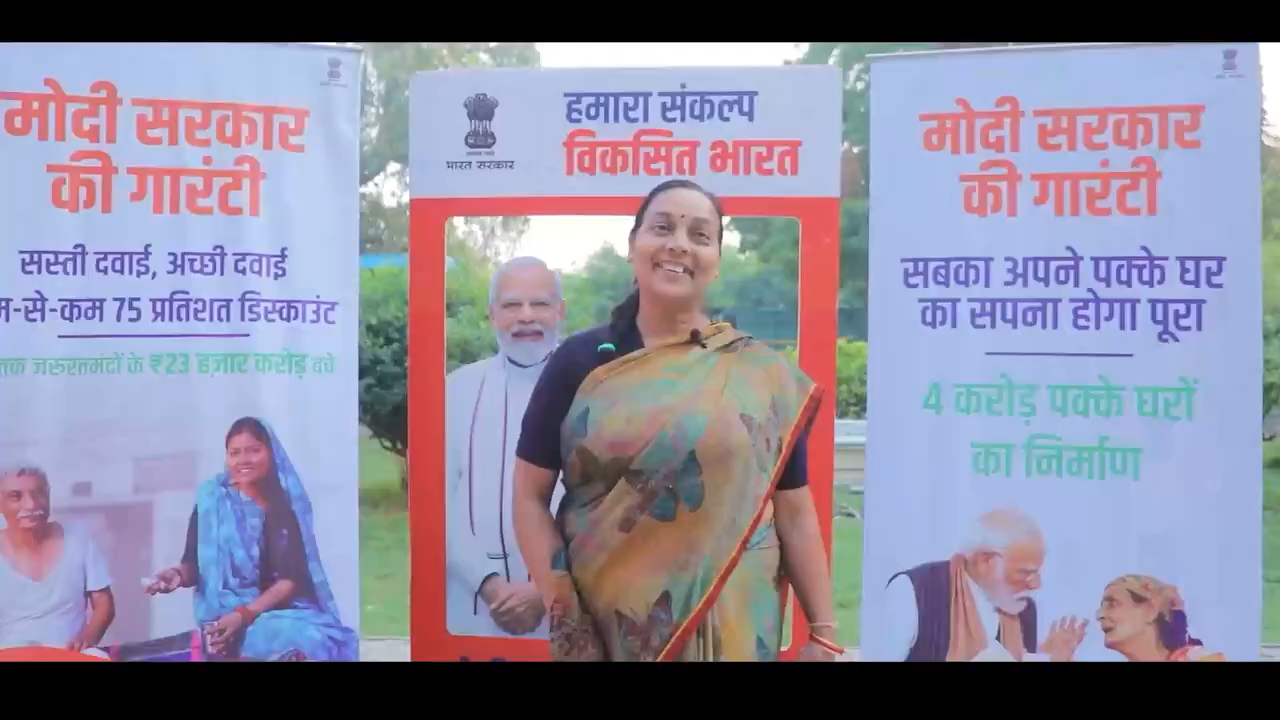 मोदी सरकार
की गारंटी
सस्ती दवाई, अच्छी दवाई
75 प्रतिशत डिस्काउंट
जरूरतमंदों के ₹23 हज़ार करोड़ बचे
भारत सरकार
हमारा संकल्प
विकसित भारत
मोदी सरकार
की गारंटी
सबका अपने पक्के घर
का सपना होगा पूरा
4 करोड़ पक्के घरों
का निर्माण